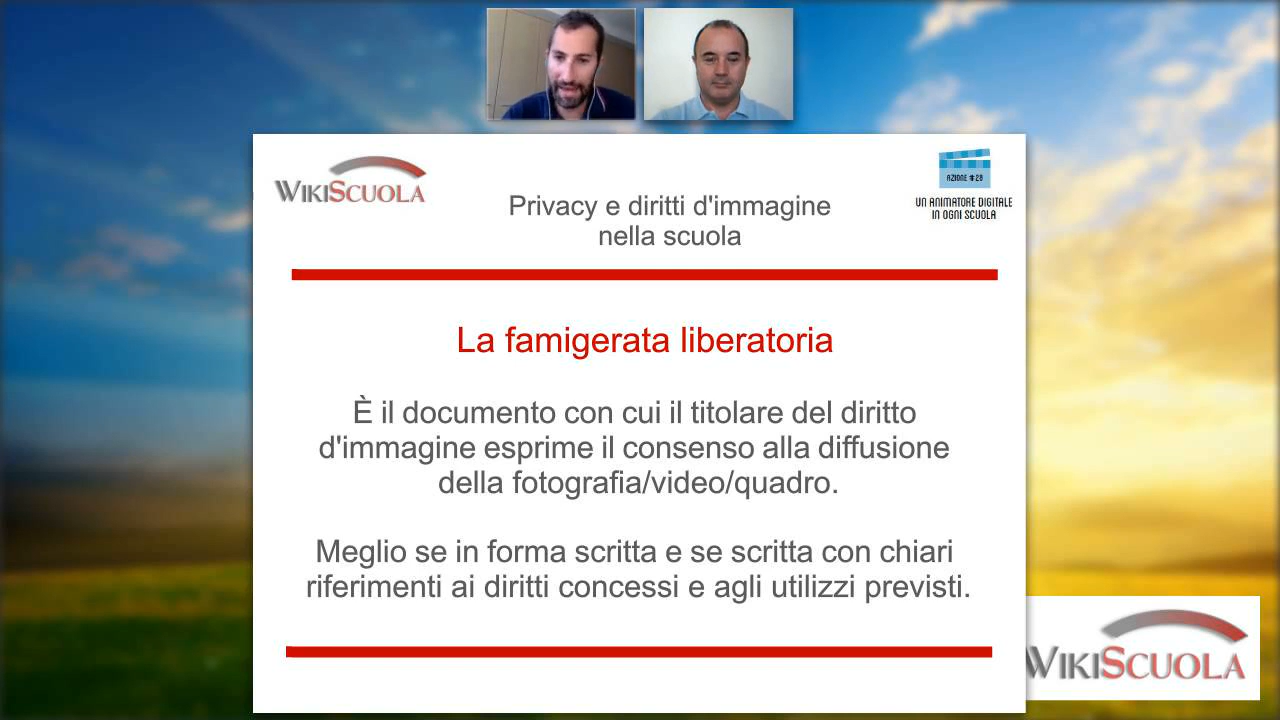 WIKISCUOLA
AZIONE #28
UN ANIMATORE DIGITALE
IN OGNI SCUOLA
Privacy e diritti d'immagine
nella scuola
La famigerata liberatoria
È il documento con cui il titolare del diritto
d'immagine esprime il consenso alla diffusione
della fotografia/video/quadro.
Meglio se in forma scritta e se scritta con chiari
riferimenti ai diritti concessi e agli utilizzi previsti.
WIKISCUOLA